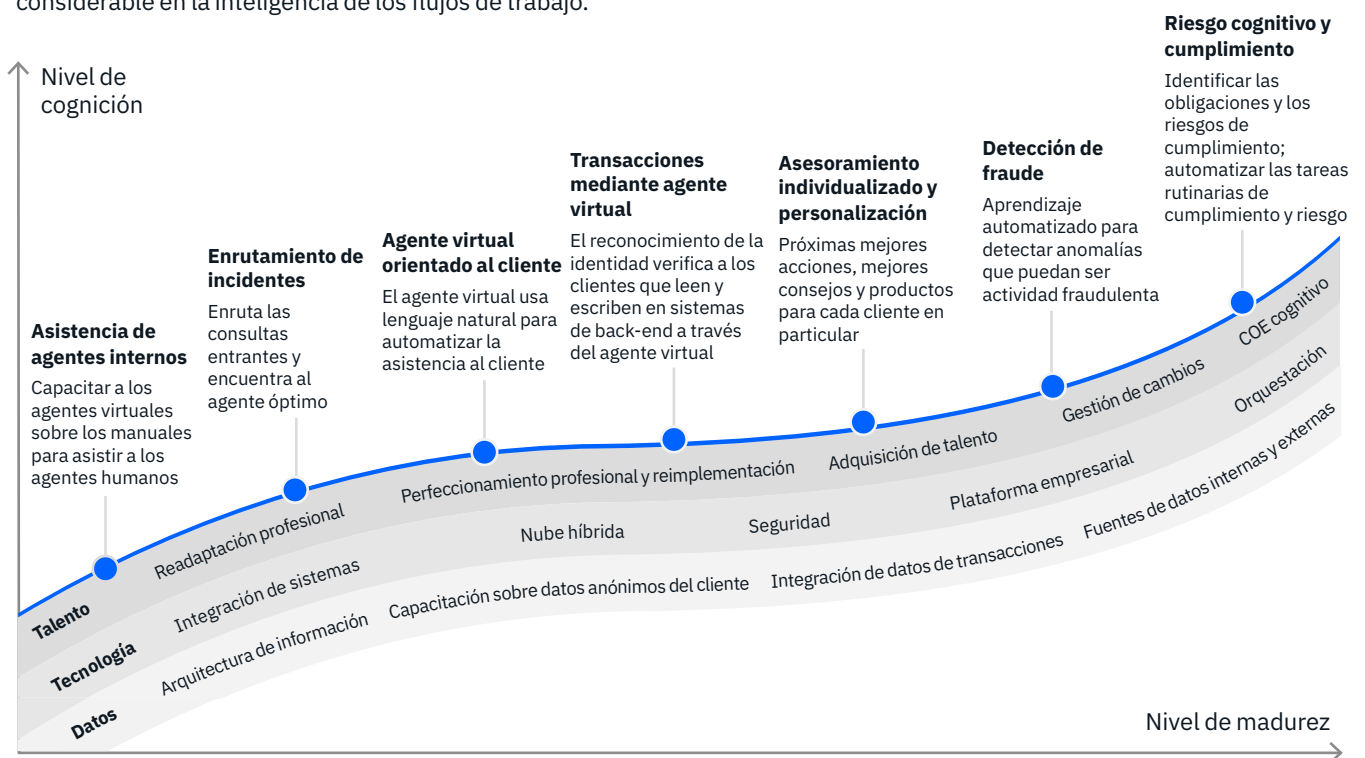 considerable en la inteligencia de los flujos de trabajo.
Nivel de
cognición
Asistencia de
agentes internos
Capacitar a los
agentes virtuales
sobre los manuales
para asistir a los
agentes humanos
Enrutamiento de
incidentes
Enruta las
consultas
entrantes y
encuentra al
agente óptimo
Agente virtual
orientado al cliente
El agente virtual usa
lenguaje natural para
automatizar la
asistencia al cliente
Transacciones
mediante agente
virtual
El reconocimiento de la
identidad verifica a los
clientes que leen y
escriben en sistemas
de back-end a través
del agente virtual
Asesoramiento
individualizado y
personalización
Próximas mejores
acciones, mejores
consejos y productos
para cada cliente en
particular
Detección de
fraude
Aprendizaje
automatizado para
detectar anomalías
que puedan ser
actividad fraudulenta
Riesgo cognitivo y
cumplimiento
Identificar las
obligaciones y los
riesgos de
cumplimiento;
automatizar las tareas
rutinarias de
cumplimiento y riesgo
Talento
Readaptación profesional
Perfeccionamiento profesional y reimplementación
Adquisición de talento
Gestión de cambios
COE cognitivo
Tecnología
Integración de sistemas
Nube híbrida
Seguridad
Plataforma empresarial
Orquestación
Datos
Arquitectura de información
Capacitación sobre datos anónimos del cliente
Integración de datos de transacciones
Fuentes de datos internas y externas
Nivel de madurez